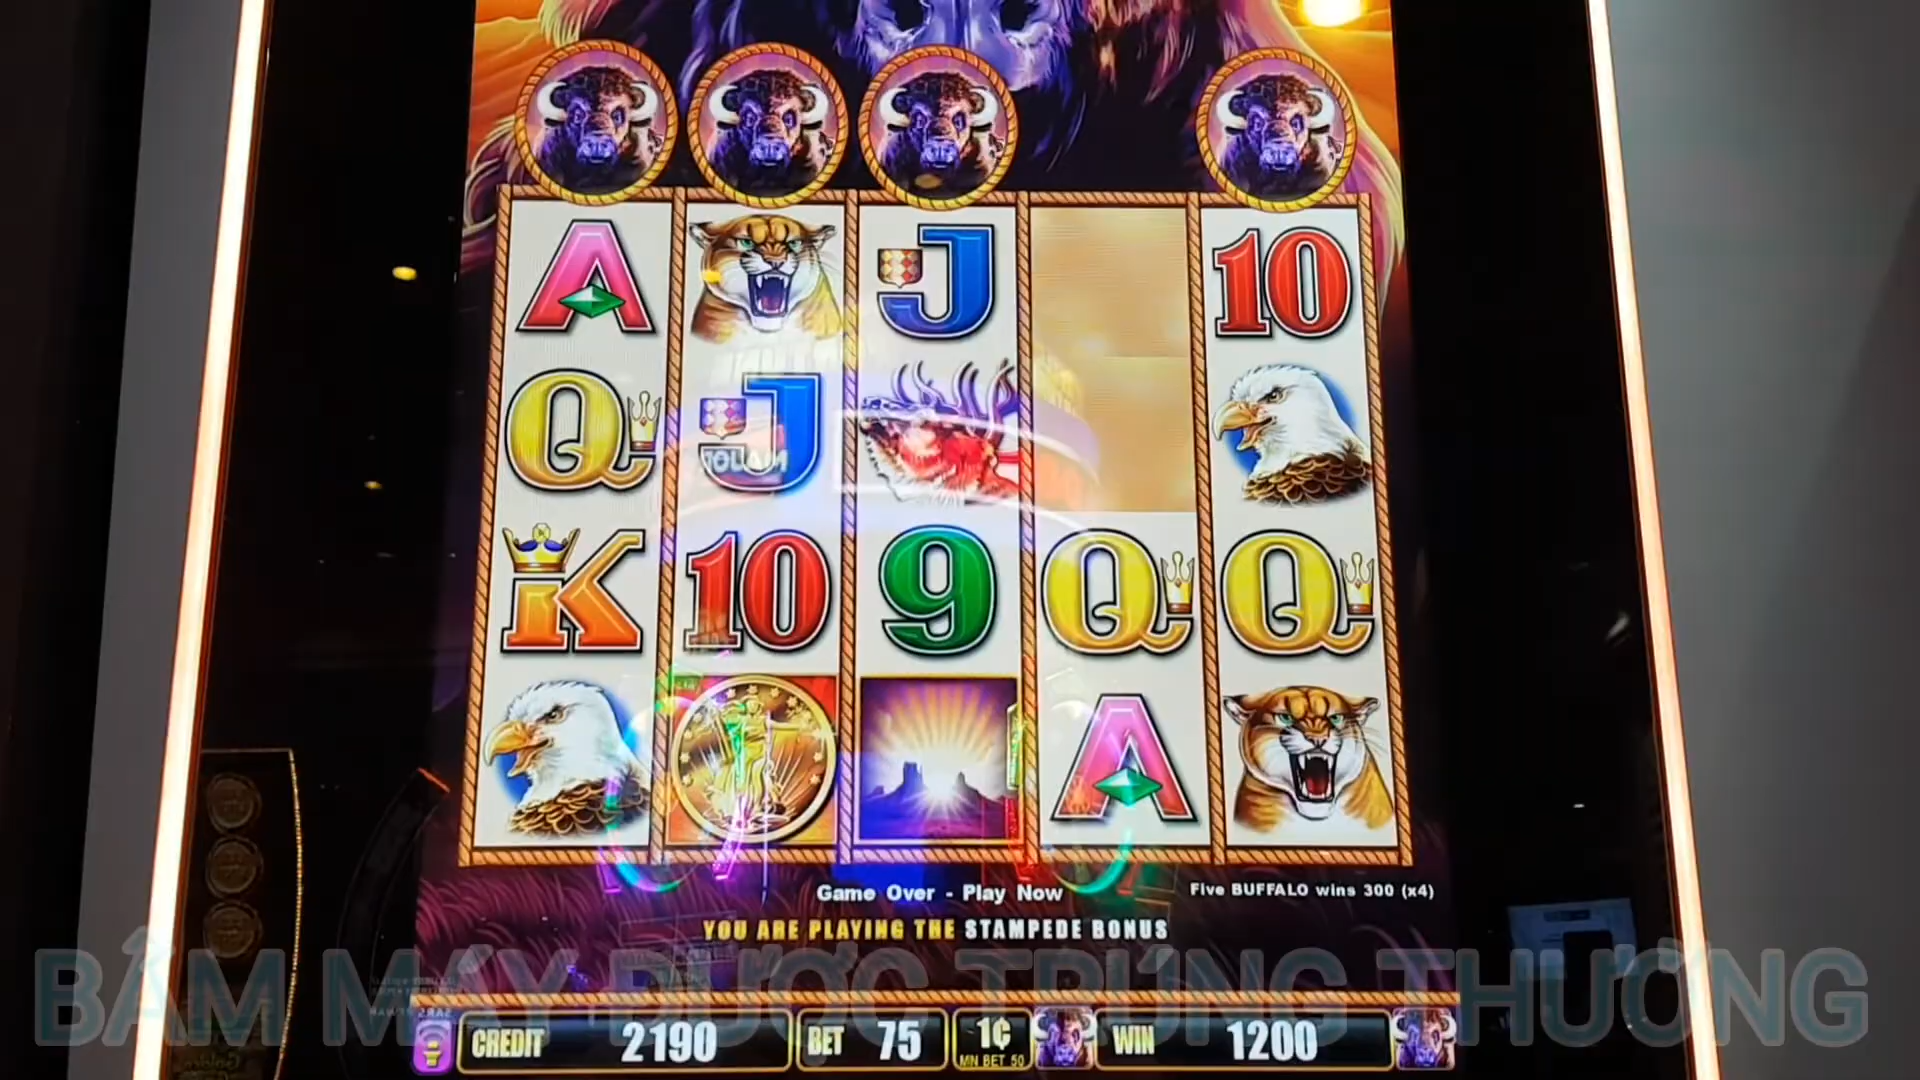 A J 10
Q J
K 10 9 Q Q
A
Game Over - Play Now
Five BUFFALO wins 300 (x4)
YOU ARE PLAYING THE STAMPEDE BONUS
BẤM MÁY ĐƯỢC TRÚNG THƯỞNG
CREDIT 2190 BET 75 1¢ WIN 1200
MN BET 50